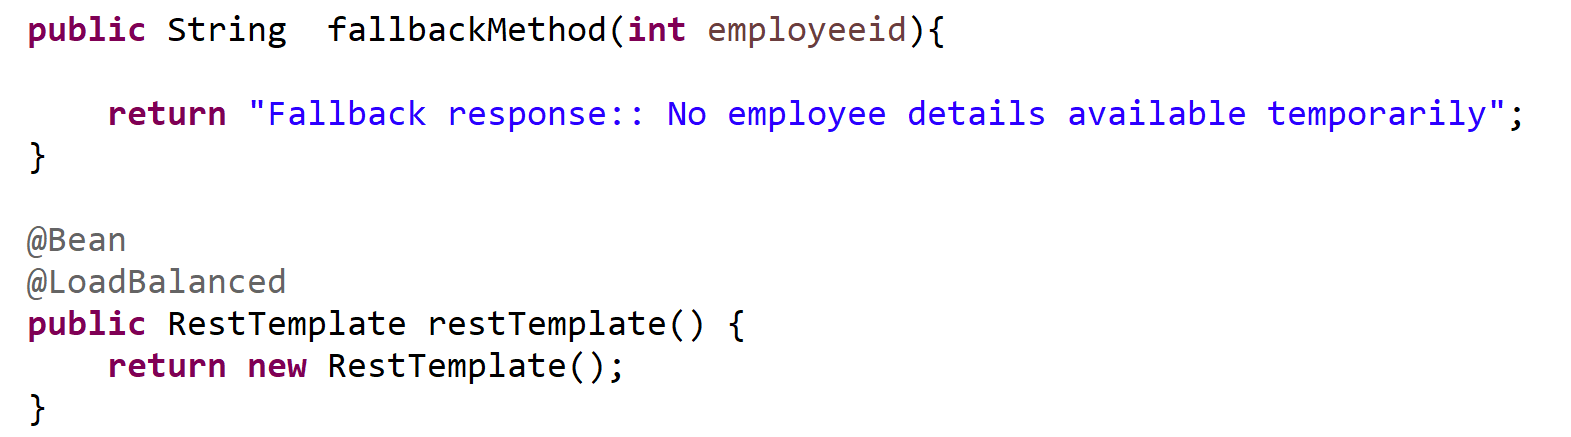 public String  fallbackMethod(int employeeid){
    return "Fallback response:: No employee details available temporarily";
}
@Bean
@LoadBalanced
public RestTemplate restTemplate() {
    return new RestTemplate();
}